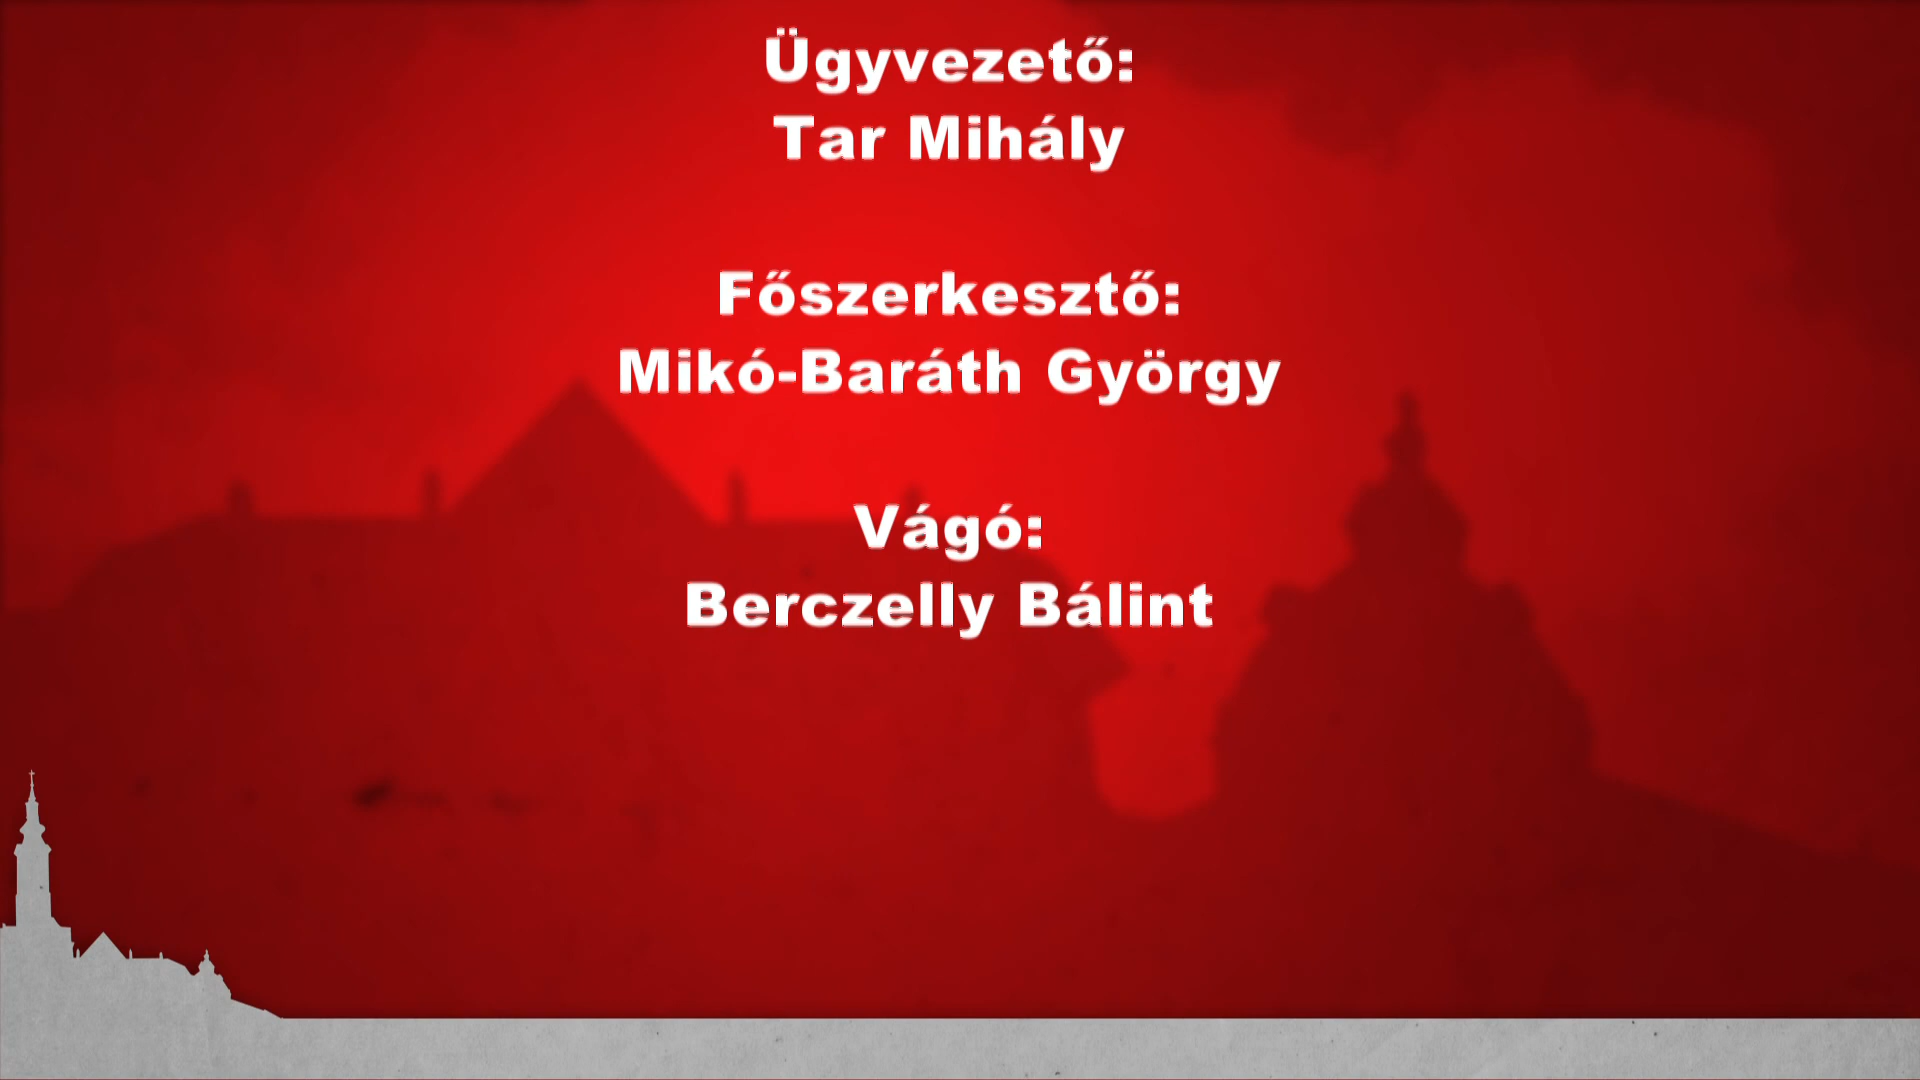 Ügyvezető:
Tar Mihály
Főszerkesztő:
Mikó-Baráth György
Vágó:
Berczelly Bálint